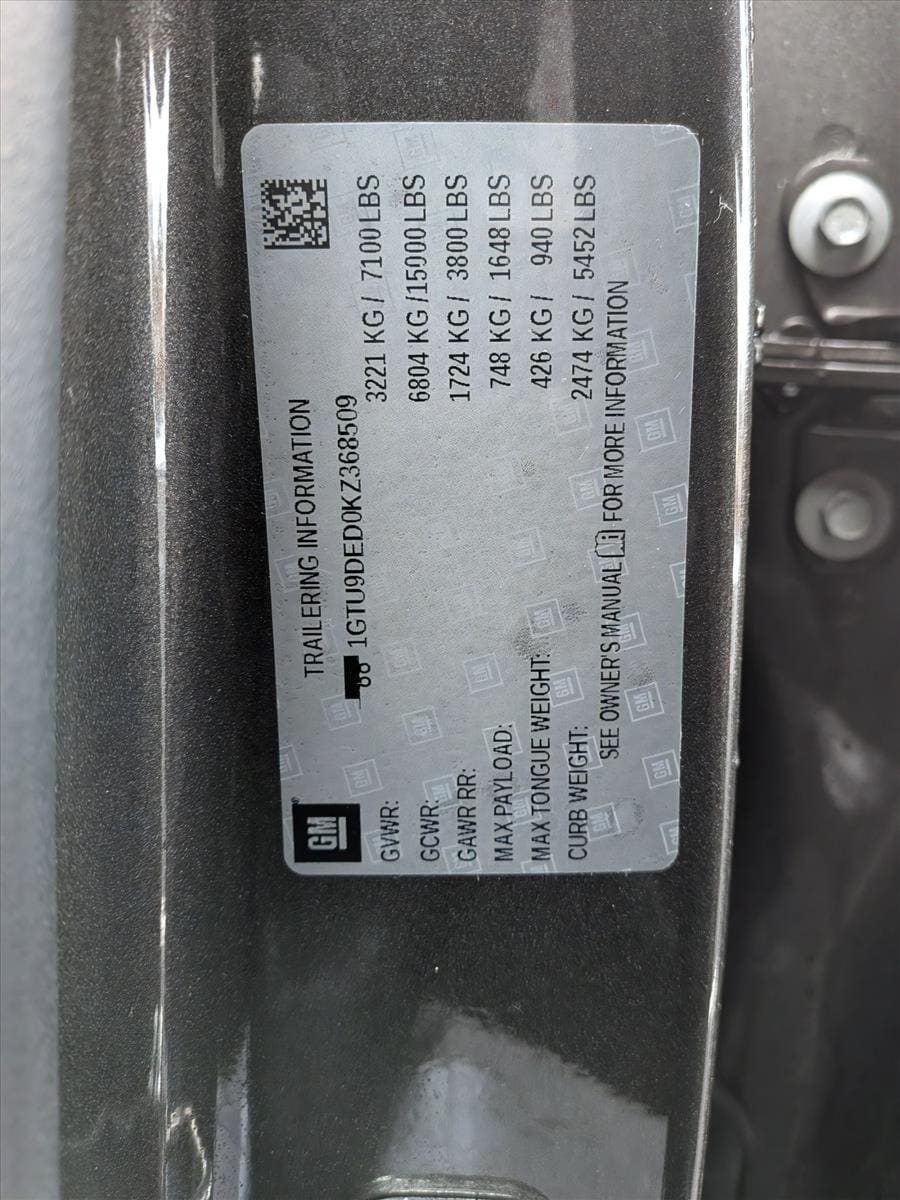 GM
TRAILERING INFORMATION
1GTU9DED0KZ368509
GVWR: 3221 KG / 7100 LBS
GCWR: 6804 KG /15000 LBS
GAWR RR: 1724 KG / 3800 LBS
MAX PAYLOAD: 748 KG / 1648 LBS
MAX TONGUE WEIGHT: 426 KG / 940 LBS
CURB WEIGHT: 2474 KG / 5452 LBS
SEE OWNER'S MANUAL FOR MORE INFORMATION